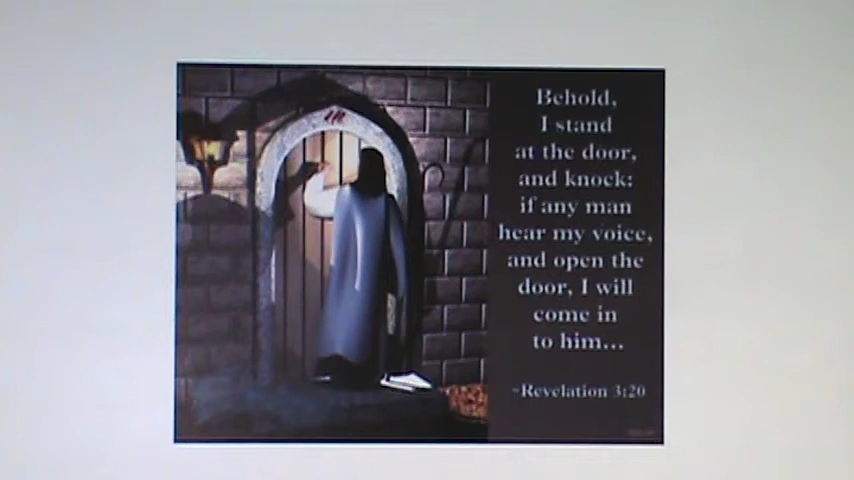 Behold,
I stand
at the door,
and knock:
if any man
hear my voice,
and open the
door, I will
come in
to him...
-Revelation 3:20